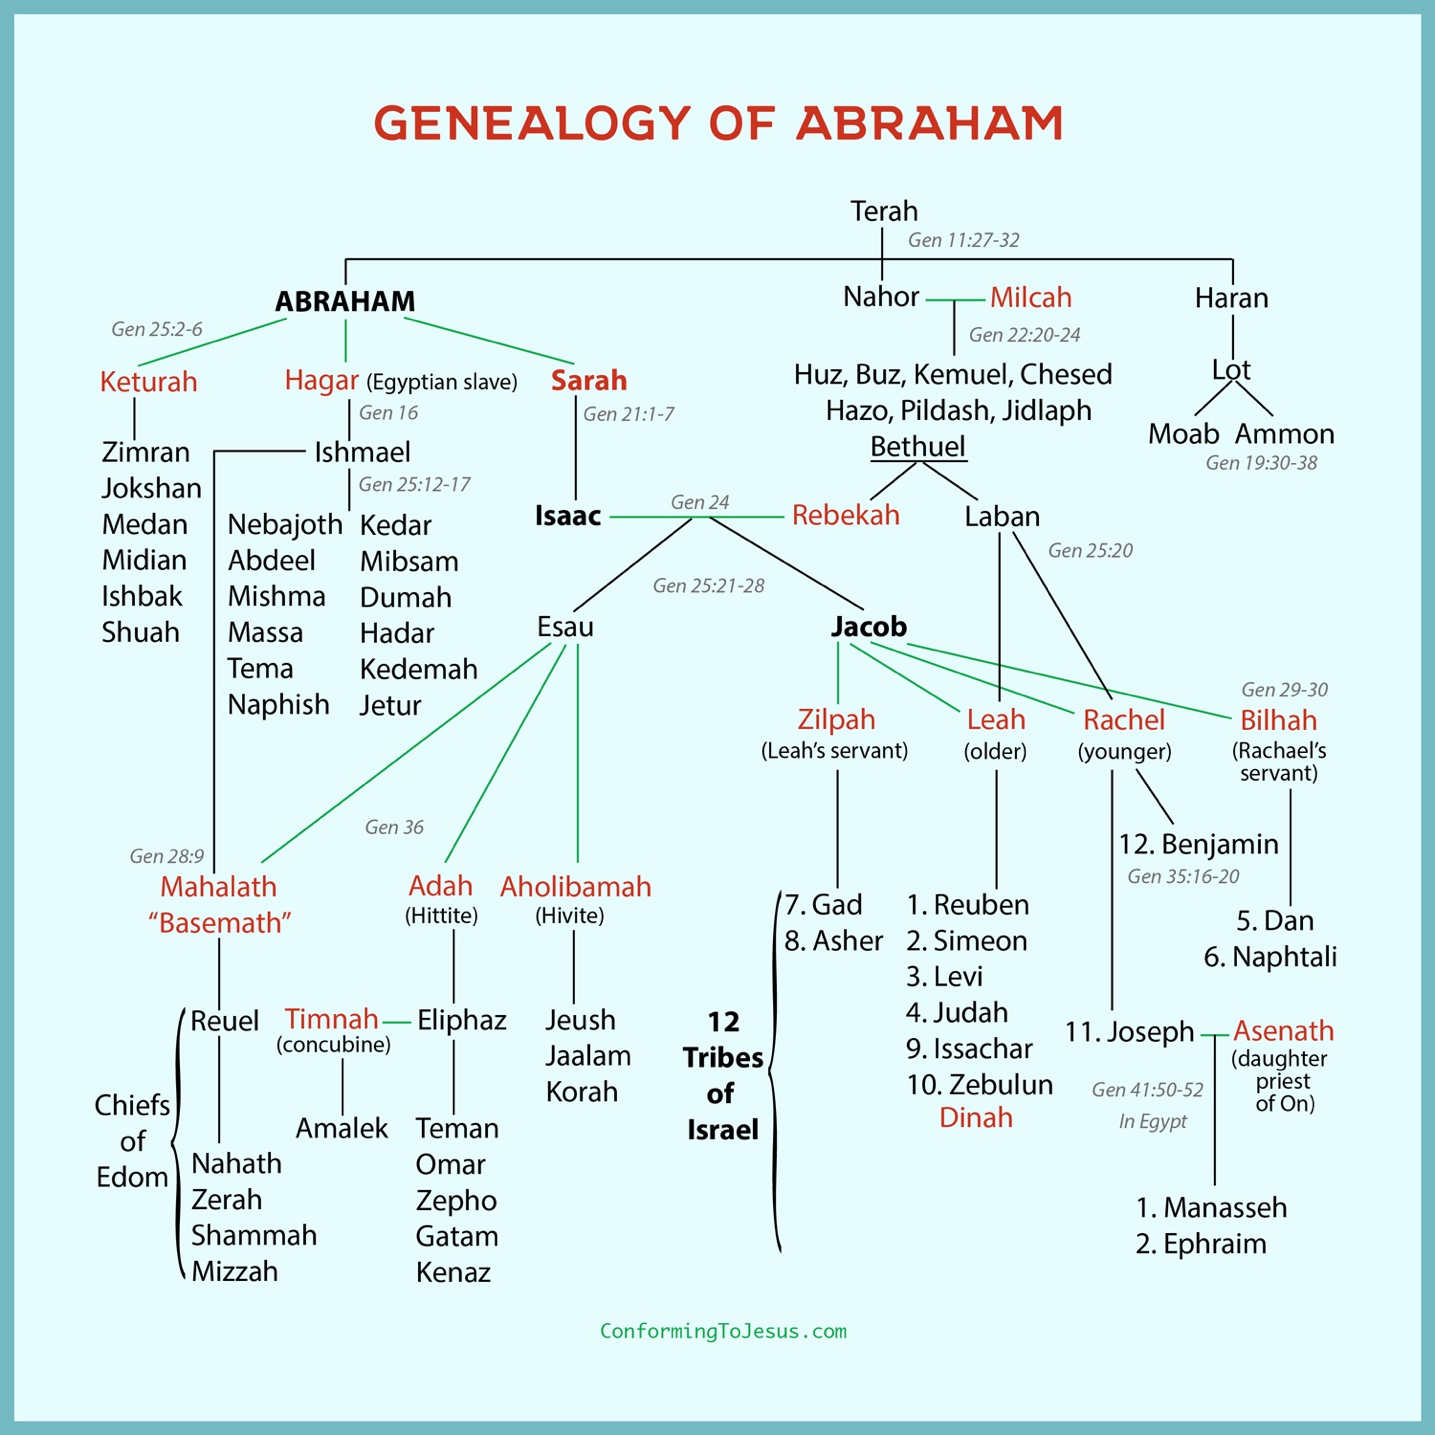 GENEALOGY OF ABRAHAM
Terah
Gen 11:27-32
ABRAHAM
Nahor
Milcah
Haran
Gen 25:2-6
Gen 22:20-24
Keturah
Hagar (Egyptian slave)
Sarah
Huz, Buz, Kemuel, Chesed
Hazo, Pildash, Jidlaph
Bethuel
Lot
Moab Ammon
Gen 19:30-38
Gen 16
Gen 21:1-7
Zimran
Jokshan
Medan
Midian
Ishbak
Shuah
Ishmael
Gen 25:12-17
Nebajoth
Abdeel
Mishma
Massa
Tema
Naphish
Kedar
Mibsam
Dumah
Hadar
Kedemah
Jetur
Isaac
Gen 24
Rebekah
Laban
Gen 25:20
Gen 25:21-28
Esau
Jacob
Gen 29-30
Zilpah
(Leah's servant)
Leah
(older)
Rachel
(younger)
Bilhah
(Rachael's
servant)
Gen 36
Gen 28:9
Mahalath
"Basemath"
Adah
(Hittite)
Aholibamah
(Hivite)
12. Benjamin
Gen 35:16-20
7. Gad
8. Asher
1. Reuben
2. Simeon
3. Levi
4. Judah
9. Issachar
10. Zebulun
Dinah
5. Dan
6. Naphtali
Chiefs
of
Edom
Reuel
Timnah
(concubine)
Eliphaz
Jeush
Jaalam
Korah
12
Tribes
of
Israel
11. Joseph
Asenath
(daughter
priest
of On)
Gen 41:50-52
In Egypt
Nahath
Zerah
Shammah
Mizzah
Amalek
Teman
Omar
Zepho
Gatam
Kenaz
1. Manasseh
2. Ephraim
ConformingToJesus.com